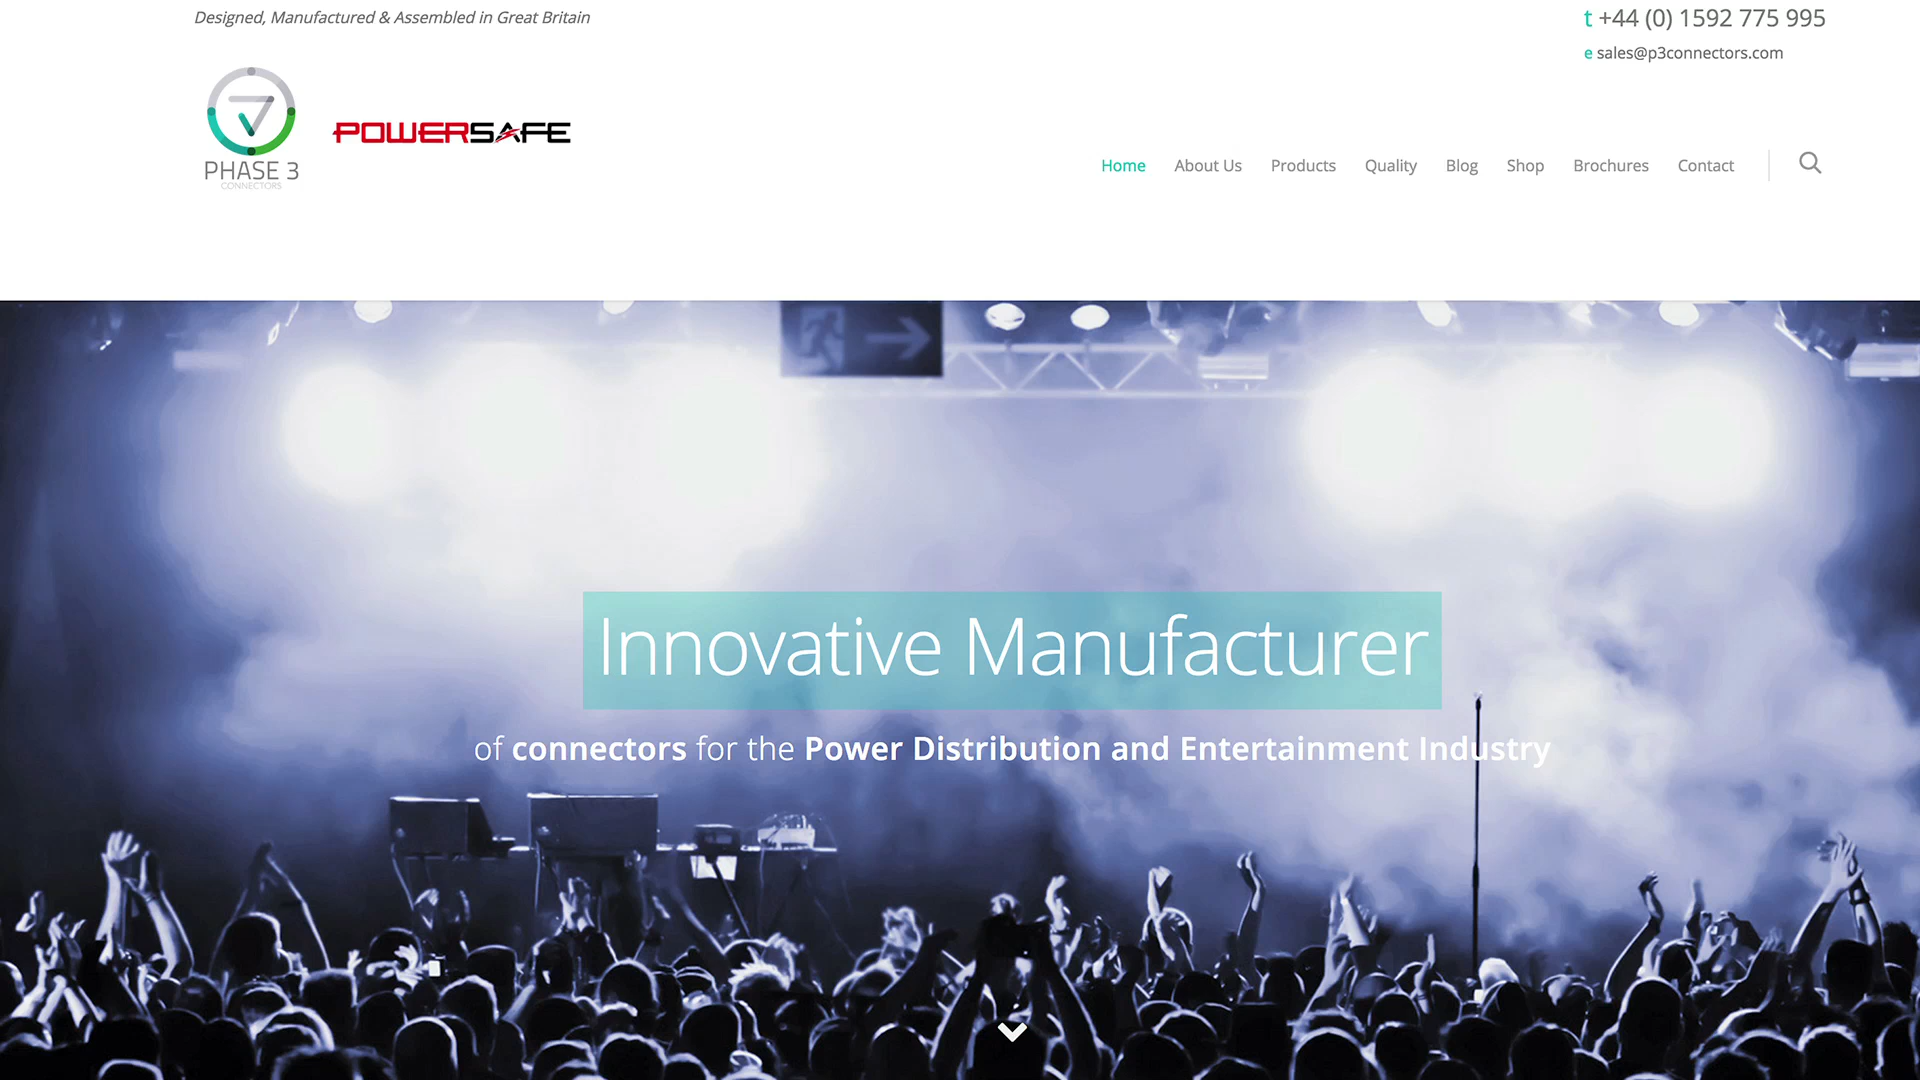 Designed, Manufactured & Assembled in Great Britain
t +44 (0) 1592 775 995
e sales@p3connectors.com
PHASE 3
CONNECTORS
POWERSAFE
Home About Us Products Quality Blog Shop Brochures Contact
Innovative Manufacturer
of connectors for the Power Distribution and Entertainment Industry